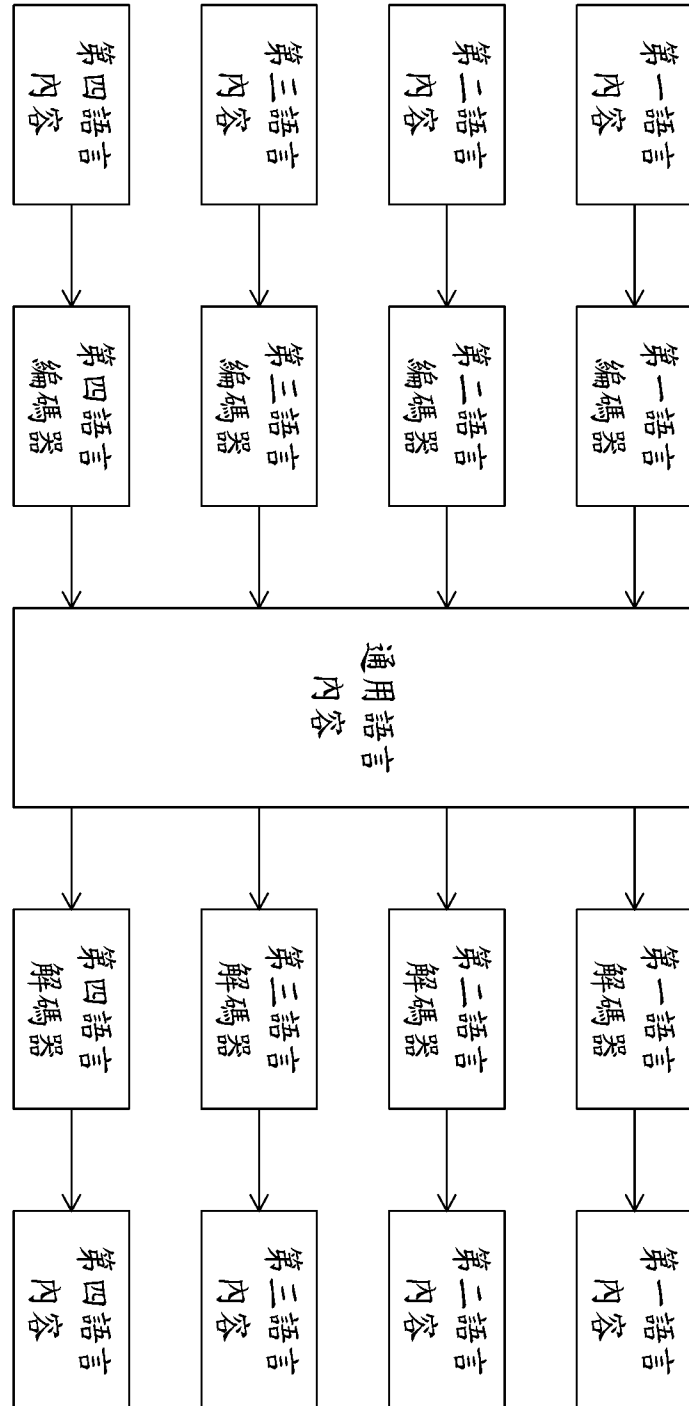 第一語言
內容
第二語言
內容
第三語言
內容
第四語言
內容
第一語言
編碼器
第二語言
編碼器
第三語言
編碼器
第四語言
編碼器
通用語言
內容
第一語言
解碼器
第二語言
解碼器
第三語言
解碼器
第四語言
解碼器
第一語言
內容
第二語言
內容
第三語言
內容
第四語言
內容